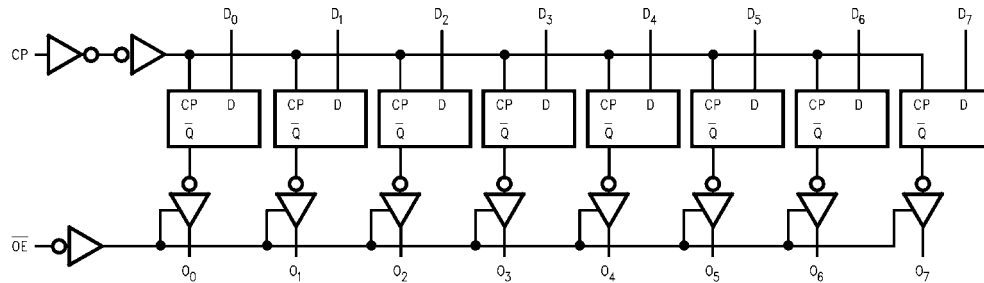 D₀ D₁ D₂ D₃ D₄ D₅ D₆ D₇
CP
CP D CP D CP D CP D CP D CP D CP D CP D
Q̅ Q̅ Q̅ Q̅ Q̅ Q̅ Q̅ Q̅
O̅E̅
O₀ O₁ O₂ O₃ O₄ O₅ O₆ O₇